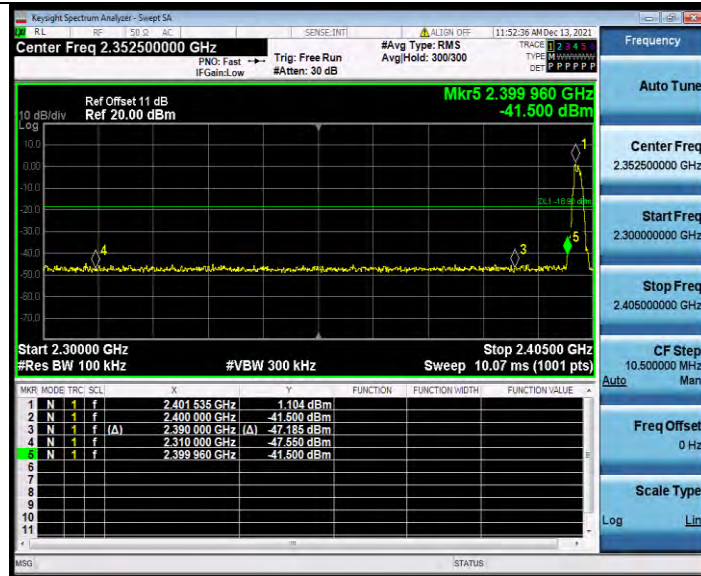 Keysight Spectrum Analyzer - Swept SA
RL RF 50 Ω AC SENSE:INT ALIGN OFF 11:52:36 AM Dec 13, 2021
Center Freq 2.352500000 GHz
PNO: Fast
IFGain:Low
Trig: Free Run
#Atten: 30 dB
#Avg Type: RMS
Avg|Hold: 300/300
TRACE 1 2 3 4 5 6
TYPE M WWWWW
DET P P P P P P
Ref Offset 11 dB
10 dB/div Ref 20.00 dBm
Log
Mkr5 2.399 960 GHz
-41.500 dBm
10.0
0.00
-10.0
-20.0
-30.0
-40.0
-50.0
-60.0
-70.0
1
5
3
4
Start 2.30000 GHz Stop 2.40500 GHz
#Res BW 100 kHz #VBW 300 kHz Sweep 10.07 ms (1001 pts)
MKR MODE TRC SCL X Y FUNCTION FUNCTION WIDTH FUNCTION VALUE
1 N 1 f 2.401 535 GHz 1.104 dBm
2 N 1 f 2.400 000 GHz -41.500 dBm
3 N 1 f (Δ) 2.390 000 GHz (Δ) -47.185 dBm
4 N 1 f 2.310 000 GHz -47.550 dBm
5 N 1 f 2.399 960 GHz -41.500 dBm
6
7
8
9
10
11
MSG STATUS
Frequency
Auto Tune
Center Freq
2.352500000 GHz
Start Freq
2.300000000 GHz
Stop Freq
2.405000000 GHz
CF Step
10.500000 MHz
Auto Man
Freq Offset
0 Hz
Scale Type
Log Lin